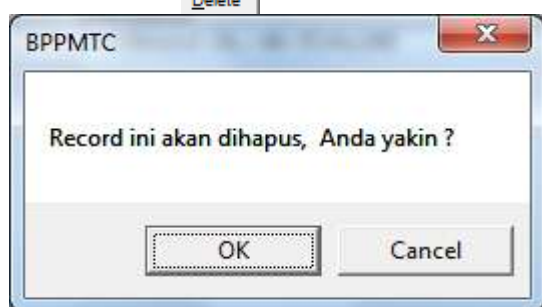 Delete
BPPMTC
Record ini akan dihapus, Anda yakin ?
OK
Cancel